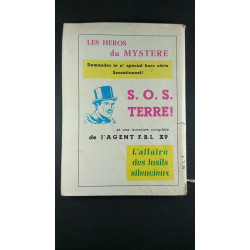 LES HEROS
du MYSTERE
Demandez le n° spécial hors série
Sensationnel!
S. O. S.
TERRE!
et une aventure complète
de l'AGENT F.B.I. X9
L'affaire
des fusils
silencieux